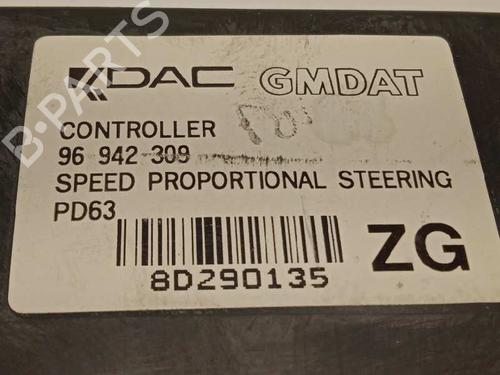 DAC GMDAT
CONTROLLER
96 942 309
SPEED PROPORTIONAL STEERING
PD63
8D290135
ZG
B-PARTS